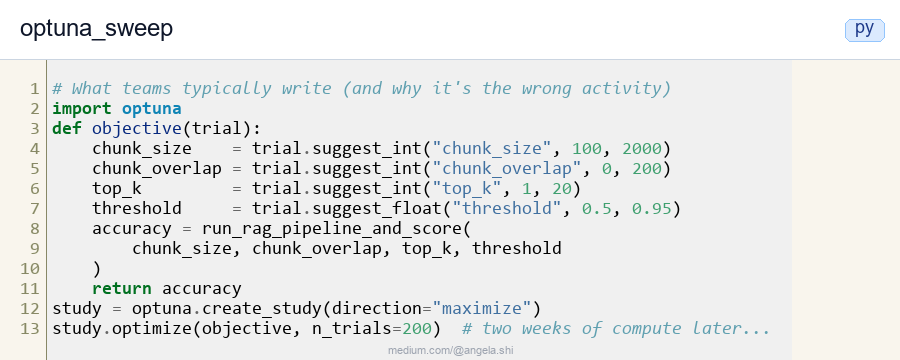 optuna_sweep
py
1 # What teams typically write (and why it's the wrong activity)
2 import optuna
3 def objective(trial):
4     chunk_size    = trial.suggest_int("chunk_size", 100, 2000)
5     chunk_overlap = trial.suggest_int("chunk_overlap", 0, 200)
6     top_k         = trial.suggest_int("top_k", 1, 20)
7     threshold     = trial.suggest_float("threshold", 0.5, 0.95)
8     accuracy = run_rag_pipeline_and_score(
9         chunk_size, chunk_overlap, top_k, threshold
10     )
11     return accuracy
12 study = optuna.create_study(direction="maximize")
13 study.optimize(objective, n_trials=200)  # two weeks of compute later...
medium.com/@angela.shi